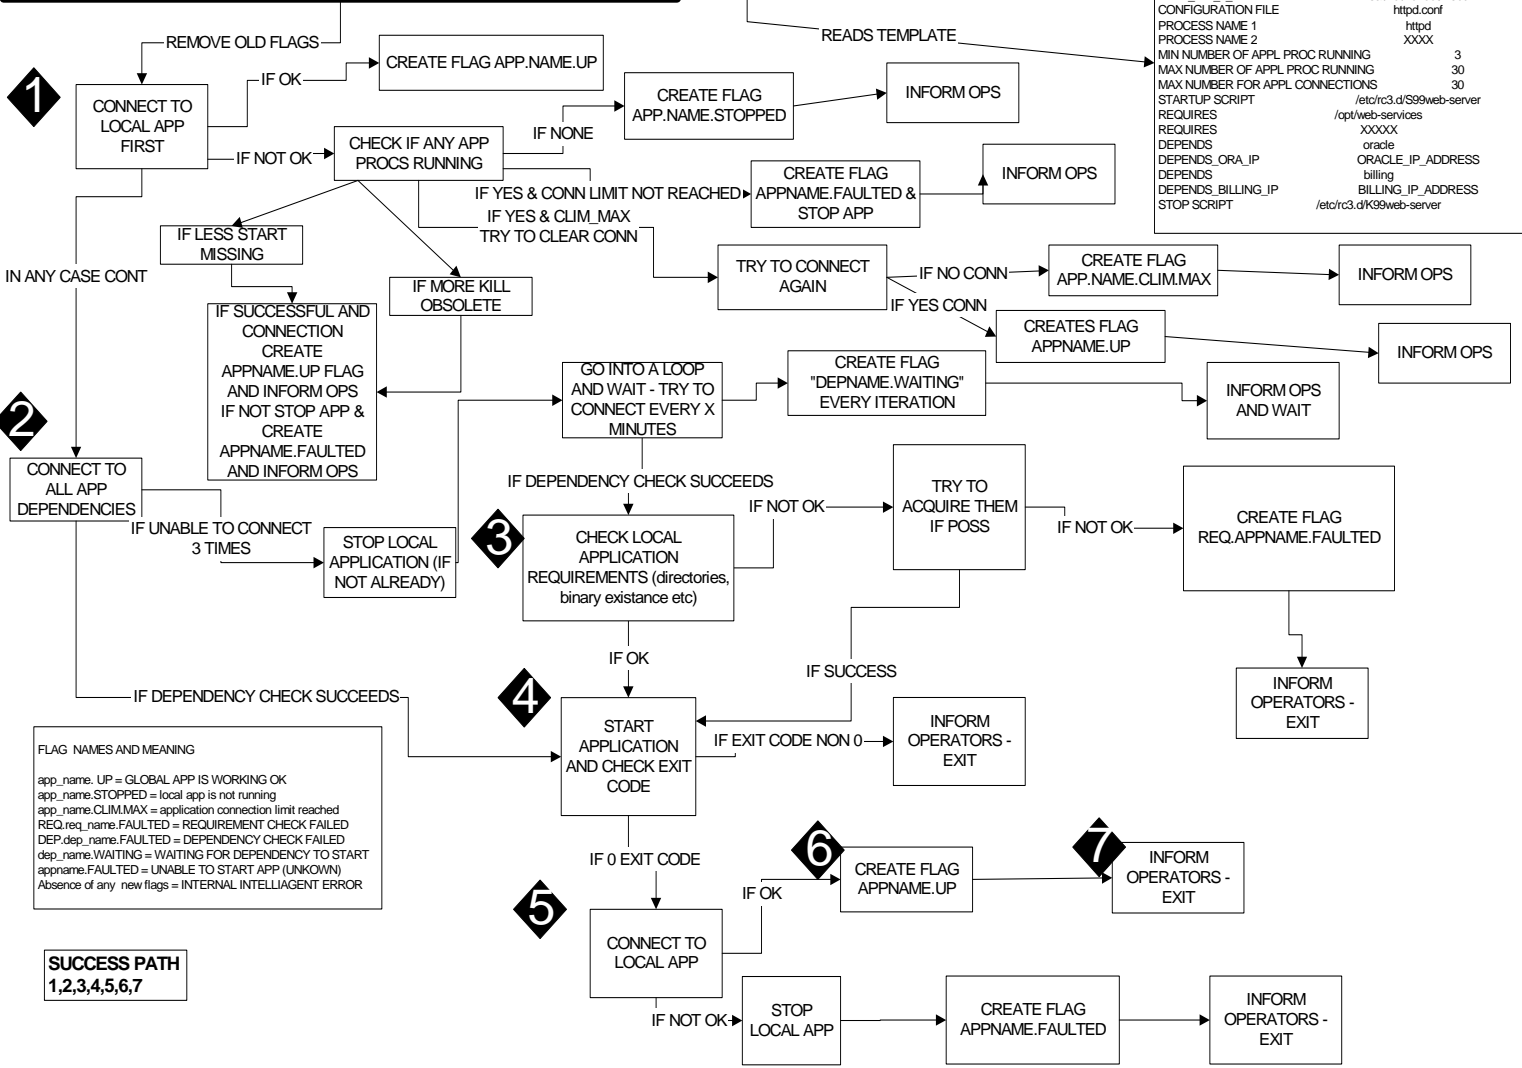 CONFIGURATION FILE httpd.conf
PROCESS NAME 1 httpd
PROCESS NAME 2 XXXX
MIN NUMBER OF APPL PROC RUNNING 3
MAX NUMBER OF APPL PROC RUNNING 30
MAX NUMBER FOR APPL CONNECTIONS 30
STARTUP SCRIPT /etc/rc3.d/S99web-server
REQUIRES /opt/web-services
REQUIRES XXXXX
DEPENDS oracle
DEPENDS_ORA_IP ORACLE_IP_ADDRESS
DEPENDS billing
DEPENDS_BILLING_IP BILLING_IP_ADDRESS
STOP SCRIPT /etc/rc3.d/K99web-server
READS TEMPLATE
REMOVE OLD FLAGS
1
CONNECT TO
LOCAL APP
FIRST
IF OK
CREATE FLAG APP.NAME.UP
IF NOT OK
CHECK IF ANY APP
PROCS RUNNING
IF NONE
CREATE FLAG
APP.NAME.STOPPED
INFORM OPS
IF YES & CONN LIMIT NOT REACHED
CREATE FLAG
APPNAME.FAULTED &
STOP APP
INFORM OPS
IF YES & CLIM_MAX
TRY TO CLEAR CONN
TRY TO CONNECT
AGAIN
IF NO CONN
CREATE FLAG
APP.NAME.CLIM.MAX
INFORM OPS
IF YES CONN
CREATES FLAG
APPNAME.UP
INFORM OPS
IF LESS START
MISSING
IF MORE KILL
OBSOLETE
IF SUCCESSFUL AND
CONNECTION
CREATE
APPNAME.UP FLAG
AND INFORM OPS
IF NOT STOP APP &
CREATE
APPNAME.FAULTED
AND INFORM OPS
IN ANY CASE CONT
2
CONNECT TO
ALL APP
DEPENDENCIES
IF UNABLE TO CONNECT
3 TIMES
STOP LOCAL
APPLICATION (IF
NOT ALREADY)
GO INTO A LOOP
AND WAIT - TRY TO
CONNECT EVERY X
MINUTES
CREATE FLAG
"DEPNAME.WAITING"
EVERY ITERATION
INFORM OPS
AND WAIT
IF DEPENDENCY CHECK SUCCEEDS
3
CHECK LOCAL
APPLICATION
REQUIREMENTS (directories,
binary existance etc)
IF NOT OK
TRY TO
ACQUIRE THEM
IF POSS
IF NOT OK
CREATE FLAG
REQ.APPNAME.FAULTED
INFORM
OPERATORS -
EXIT
IF OK
IF SUCCESS
IF DEPENDENCY CHECK SUCCEEDS
4
START
APPLICATION
AND CHECK EXIT
CODE
IF EXIT CODE NON 0
INFORM
OPERATORS -
EXIT
IF 0 EXIT CODE
5
CONNECT TO
LOCAL APP
IF OK
6
CREATE FLAG
APPNAME.UP
7
INFORM
OPERATORS -
EXIT
IF NOT OK
STOP
LOCAL APP
CREATE FLAG
APPNAME.FAULTED
INFORM
OPERATORS -
EXIT
FLAG NAMES AND MEANING
app_name. UP = GLOBAL APP IS WORKING OK
app_name.STOPPED = local app is not running
app_name.CLIM.MAX = application connection limit reached
REQ.req_name.FAULTED = REQUIREMENT CHECK FAILED
DEP.dep_name.FAULTED = DEPENDENCY CHECK FAILED
dep_name.WAITING = WAITING FOR DEPENDENCY TO START
appname.FAULTED = UNABLE TO START APP (UNKOWN)
Absence of any new flags = INTERNAL INTELLIAGENT ERROR
SUCCESS PATH
1,2,3,4,5,6,7